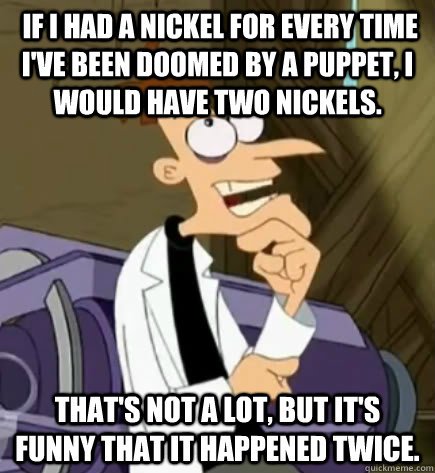 IF I HAD A NICKEL FOR EVERY TIME
I'VE BEEN DOOMED BY A PUPPET, I
WOULD HAVE TWO NICKELS.
THAT'S NOT A LOT, BUT IT'S
FUNNY THAT IT HAPPENED TWICE.
quickmeme.com